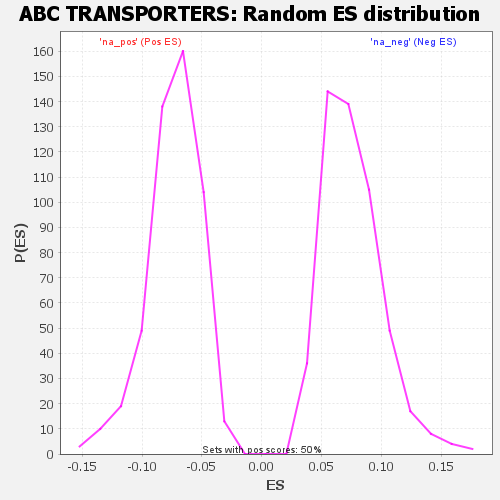 ABC TRANSPORTERS: Random ES distribution
'na_pos' (Pos ES)
'na_neg' (Neg ES)
160
150
140
130
120
110
100
90
80
70
60
50
40
30
20
10
0
P(ES)
Sets with pos scores: 50%
-0.15 -0.10 -0.05 0.00 0.05 0.10 0.15
ES